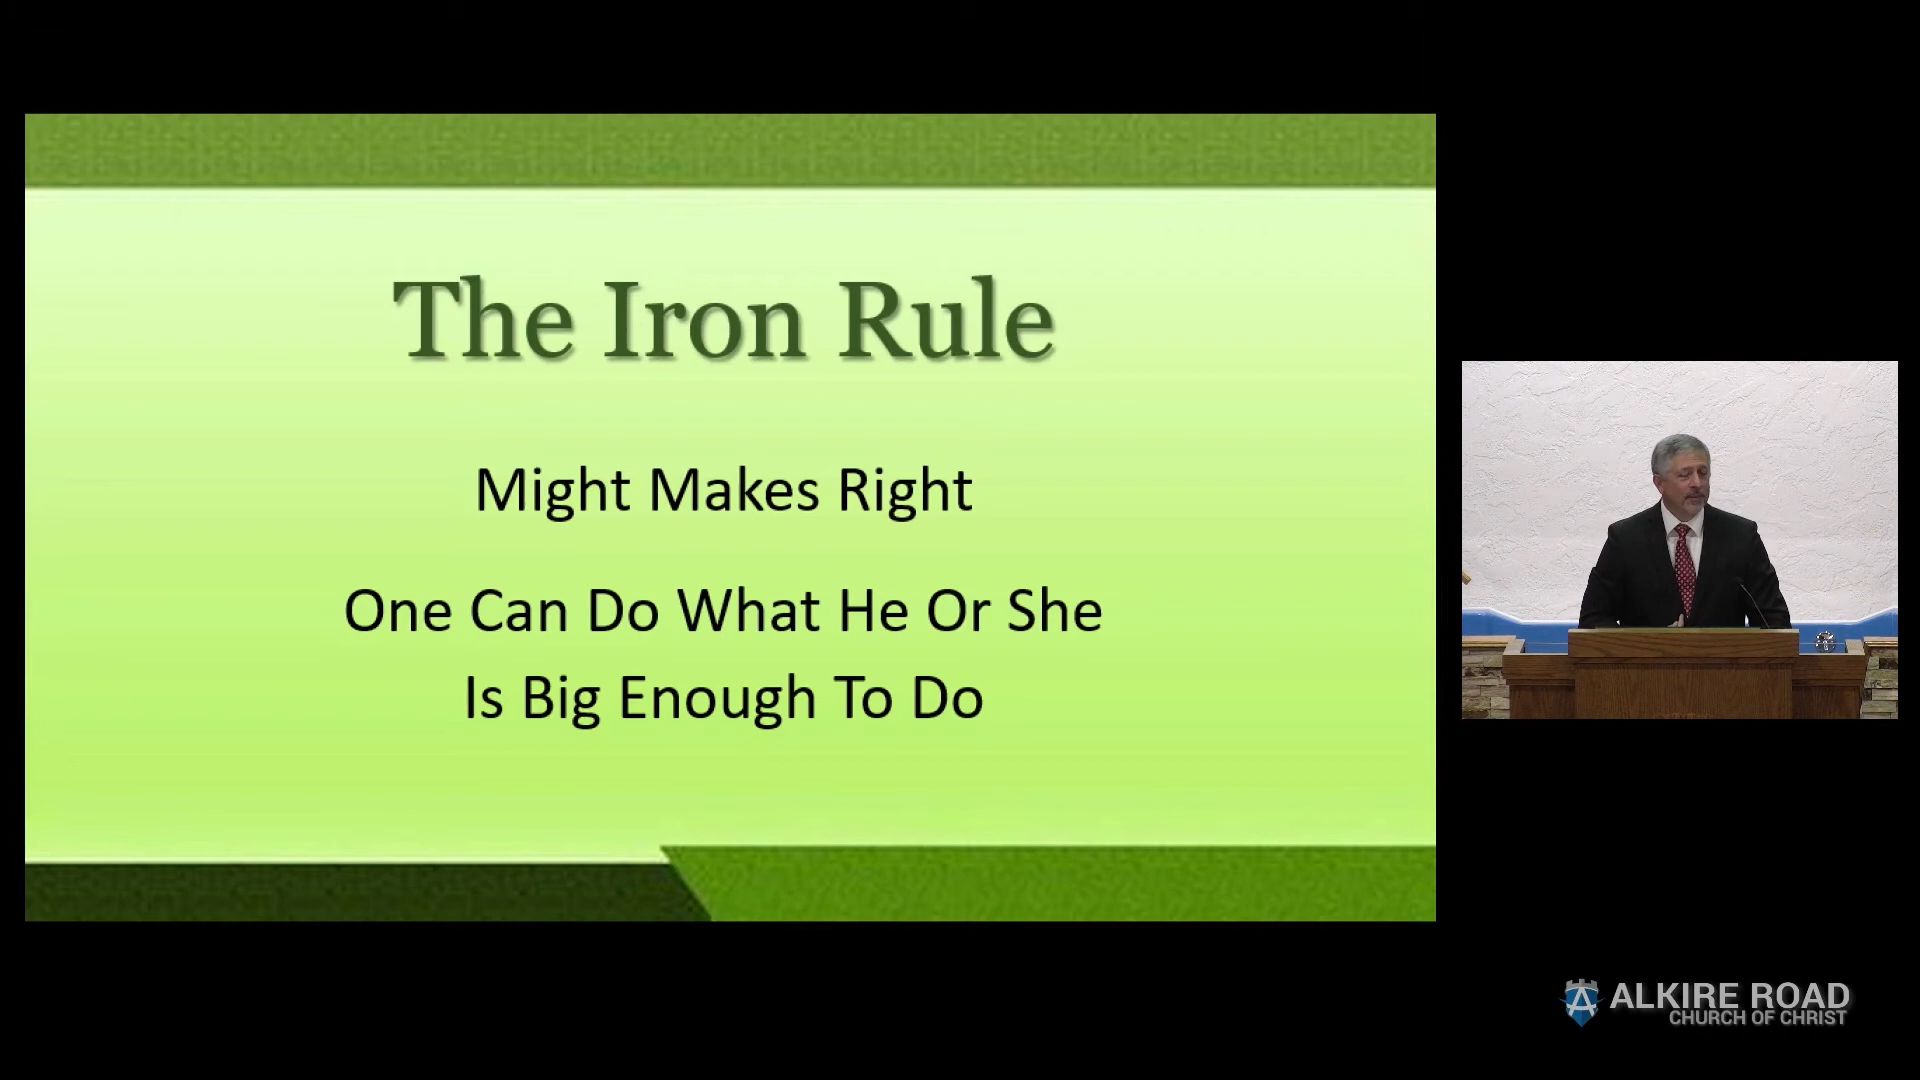 The Iron Rule
Might Makes Right
One Can Do What He Or She
Is Big Enough To Do
ALKIRE ROAD
CHURCH OF CHRIST